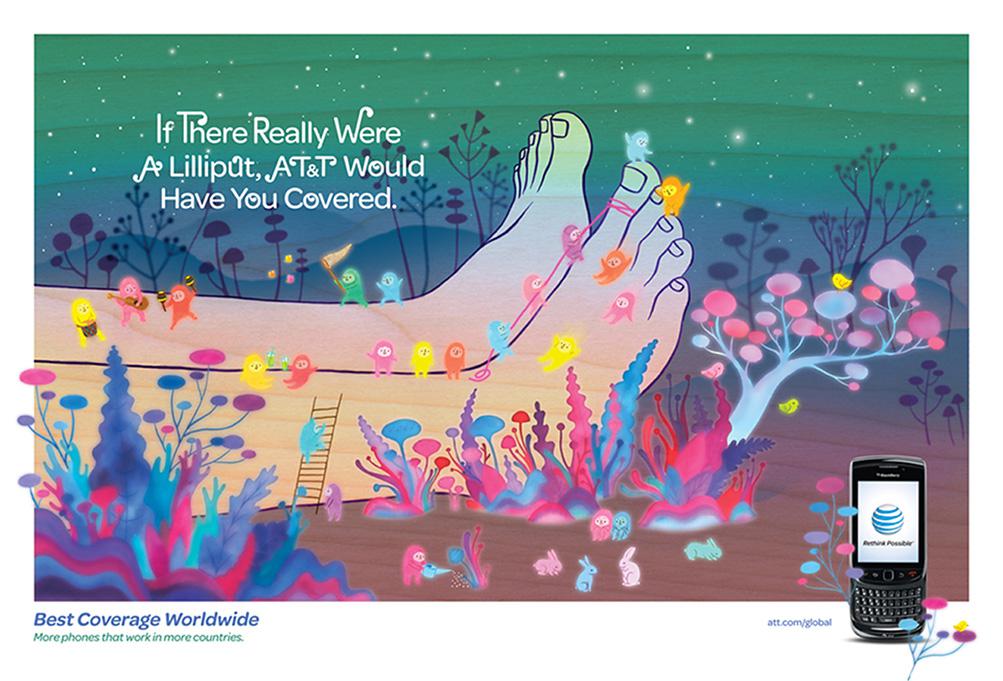 If There Really Were
A Lilliput, AT&T Would
Have You Covered.
BlackBerry
Rethink Possible
Best Coverage Worldwide
More phones that work in more countries.
att.com/global